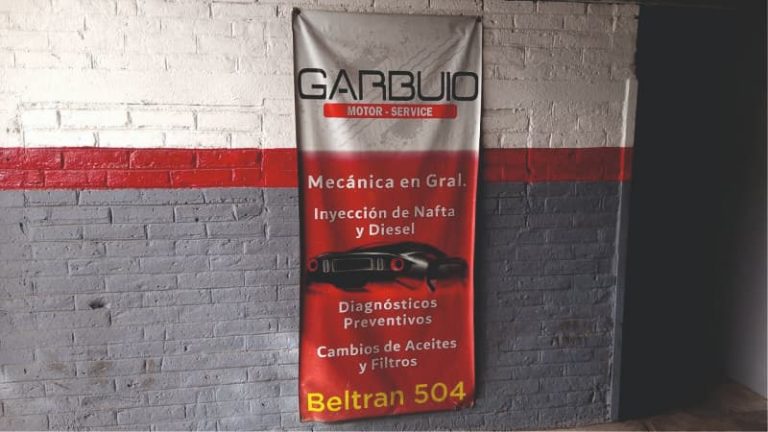 GARBUIO
MOTOR - SERVICE
Mecánica en Gral.
Inyección de Nafta
y Diesel
Diagnósticos
Preventivos
Cambios de Aceites
y Filtros
Beltran 504